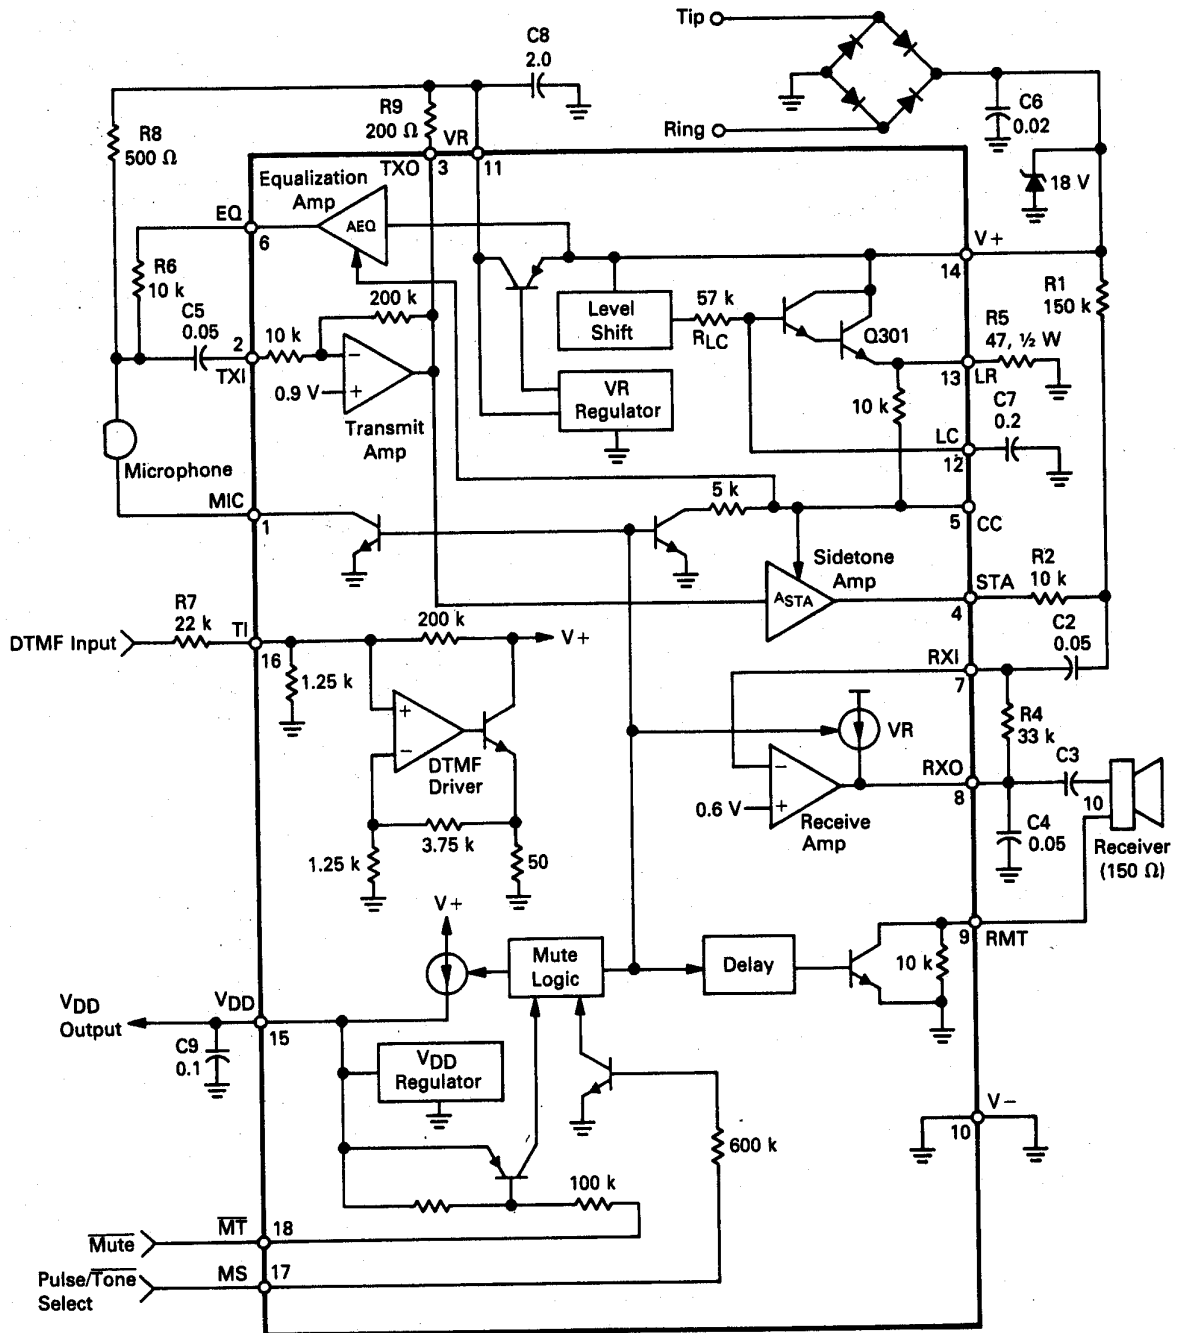 Tip
C8
2.0
C6
0.02
R9
200 Ω
VR
Ring
R8
500 Ω
TXO
3
11
Equalization
Amp
18 V
EQ
6
AEQ
V+
14
R6
10 k
C5
0.05
200 k
Level
Shift
57 k
RLC
R1
150 k
Q301
R5
47, ½ W
2
TXI
10 k
−
+
0.9 V
Transmit
Amp
VR
Regulator
13
LR
10 k
C7
0.2
LC
12
Microphone
MIC
1
5 k
5
CC
Sidetone
Amp
ASTA
STA
4
R2
10 k
R7
22 k
TI
DTMF Input
16
200 k
V+
C2
0.05
RXI
7
1.25 k
+
−
DTMF
Driver
VR
R4
33 k
C3
RXO
8
−
+
0.6 V
Receive
Amp
10
C4
0.05
Receiver
(150 Ω)
3.75 k
1.25 k
50
V+
Mute
Logic
Delay
10 k
9
RMT
VDD
Output
VDD
15
C9
0.1
VDD
Regulator
V−
10
600 k
100 k
Mute
MT
18
Pulse/Tone
Select
MS
17